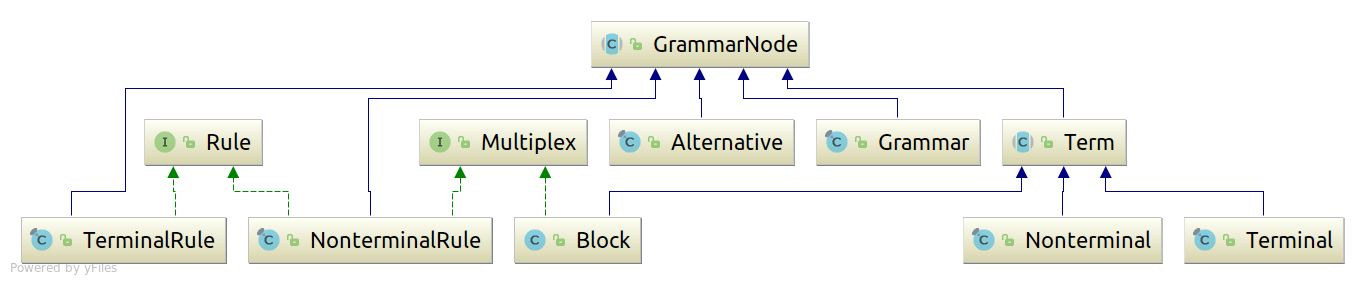 GrammarNode
Rule
Multiplex
Alternative
Grammar
Term
TerminalRule
NonterminalRule
Block
Nonterminal
Terminal
Powered by yFiles